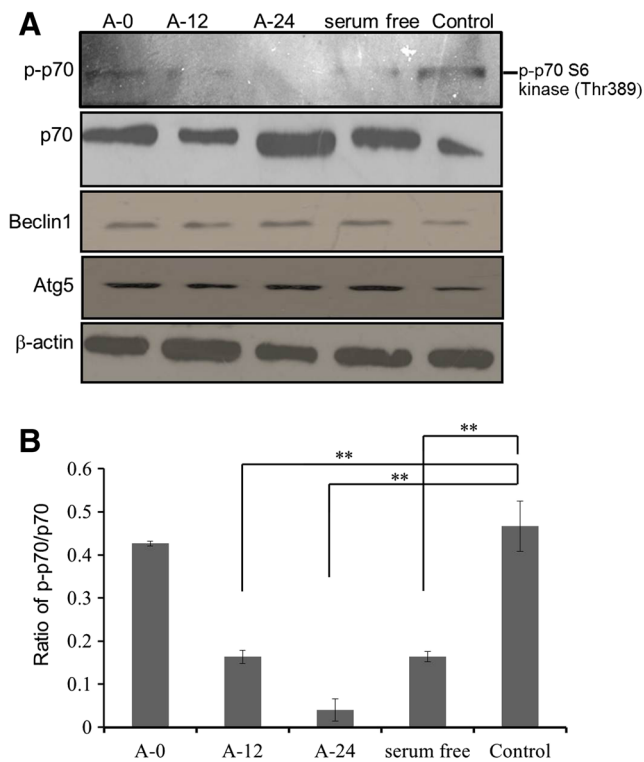 A
A-0 A-12 A-24 serum free Control
p-p70
p-p70 S6
kinase (Thr389)
p70
Beclin1
Atg5
β-actin
B
**
**
**
Ratio of p-p70/p70
0.6
0.5
0.4
0.3
0.2
0.1
0
A-0 A-12 A-24 serum free Control